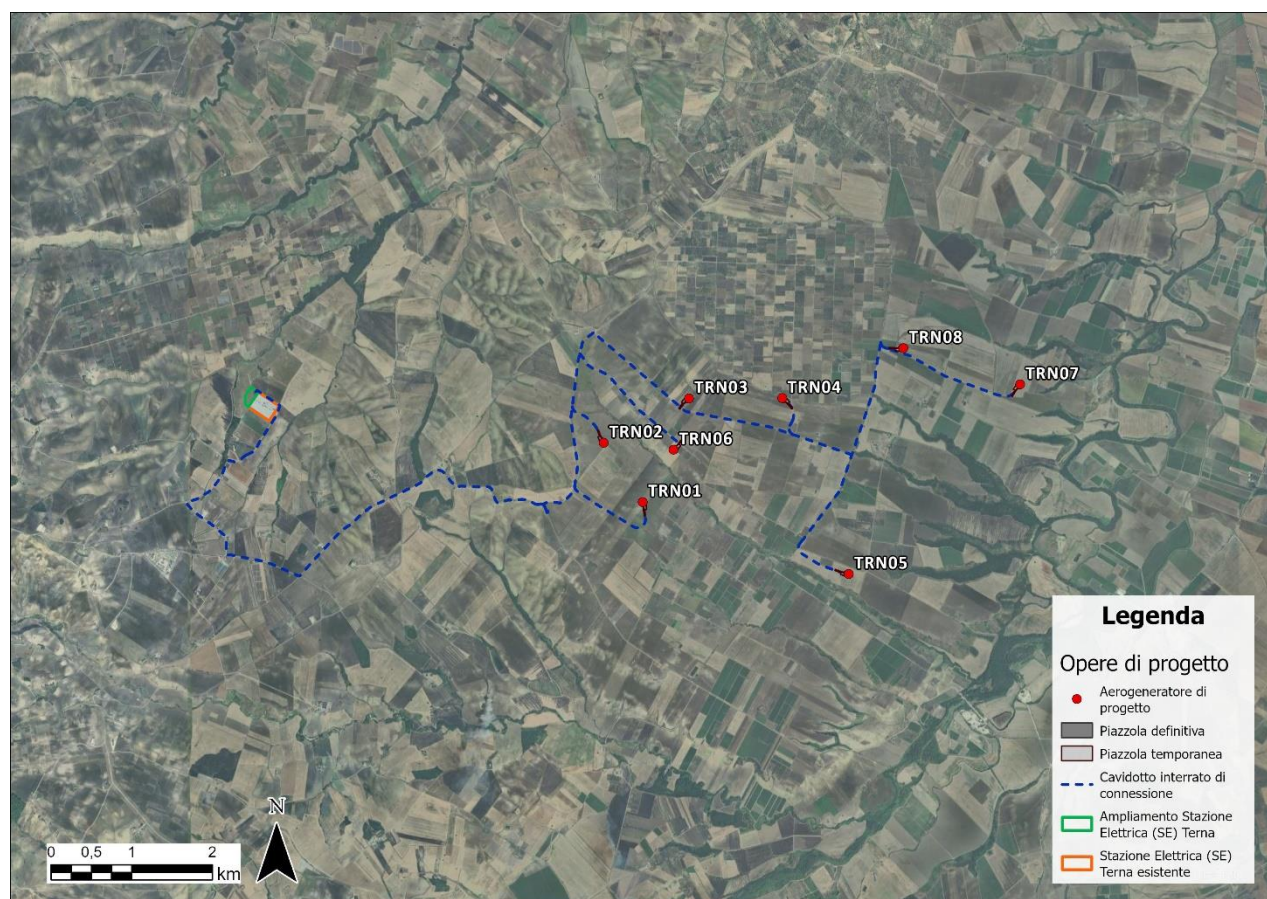 TRN08
TRN07
TRN03
TRN04
TRN02
TRN06
TRN01
TRN05
Legenda
Opere di progetto
Aerogeneratore di
progetto
Piazzola definitiva
Piazzola temporanea
Cavidotto interrato di
connessione
Ampliamento Stazione
Elettrica (SE) Terna
Stazione Elettrica (SE)
Terna esistente
N
0 0,5 1 2
km